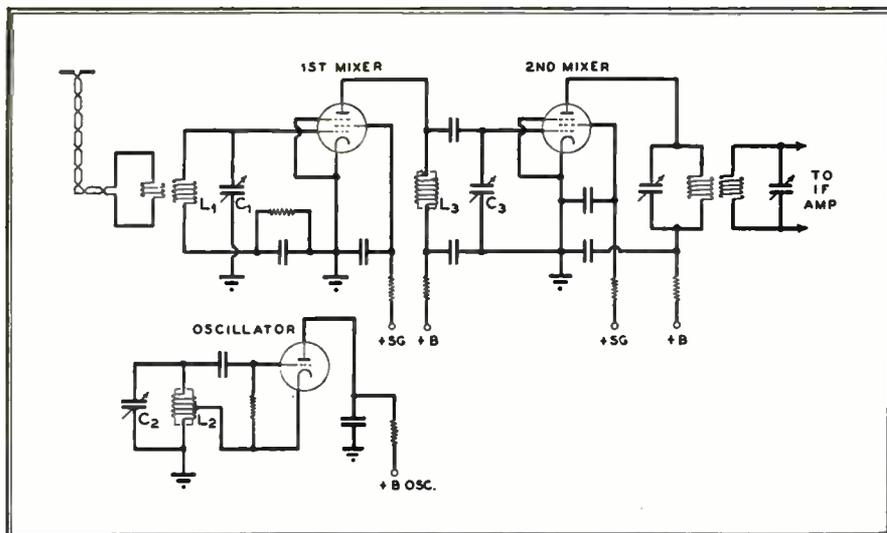 1ST MIXER
2ND MIXER
L1
C1
L3
C3
TO
IF
AMP
+SG
+B
+SG
+B
OSCILLATOR
C2
L2
+B OSC.